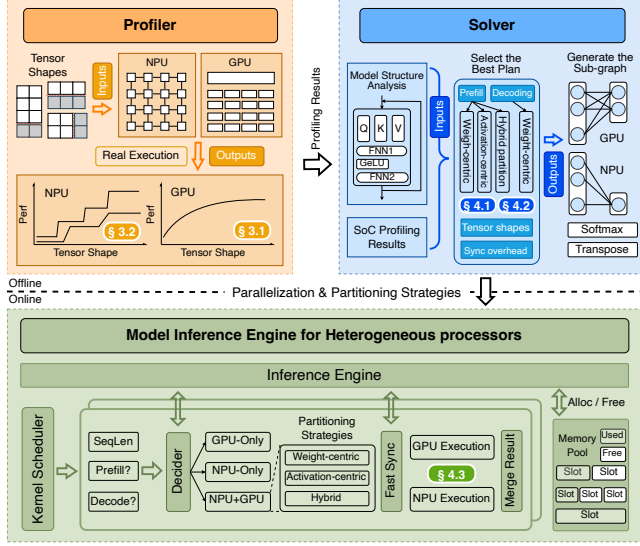 Profiler
Tensor
Shapes
Inputs
NPU
GPU
Real Execution
Outputs
NPU
Perf
§ 3.2
Tensor Shape
GPU
Perf
§ 3.1
Tensor Shape
Profiling Results
Solver
Model Structure
Analysis
Q K V
FNN1
GeLU
FNN2
SoC Profiling
Results
Inputs
Select the
Best Plan
Prefill
Decoding
Weigh-centric
Activation-centric
Hybrid partition
Weight-centric
§ 4.1
§ 4.2
Tensor shapes
Sync overhead
Outputs
Generate the
Sub-graph
GPU
NPU
Softmax
Transpose
Offline
Online
Parallelization & Partitioning Strategies
Model Inference Engine for Heterogeneous processors
Inference Engine
Kernel Scheduler
SeqLen
Prefill?
Decode?
Decider
GPU-Only
NPU-Only
NPU+GPU
Partitioning
Strategies
Weight-centric
Activation-centric
Hybrid
Fast Sync
GPU Execution
§ 4.3
NPU Execution
Merge Result
Alloc / Free
Memory
Pool
Used
Free
Slot
Slot
Slot
Slot
Slot
Slot